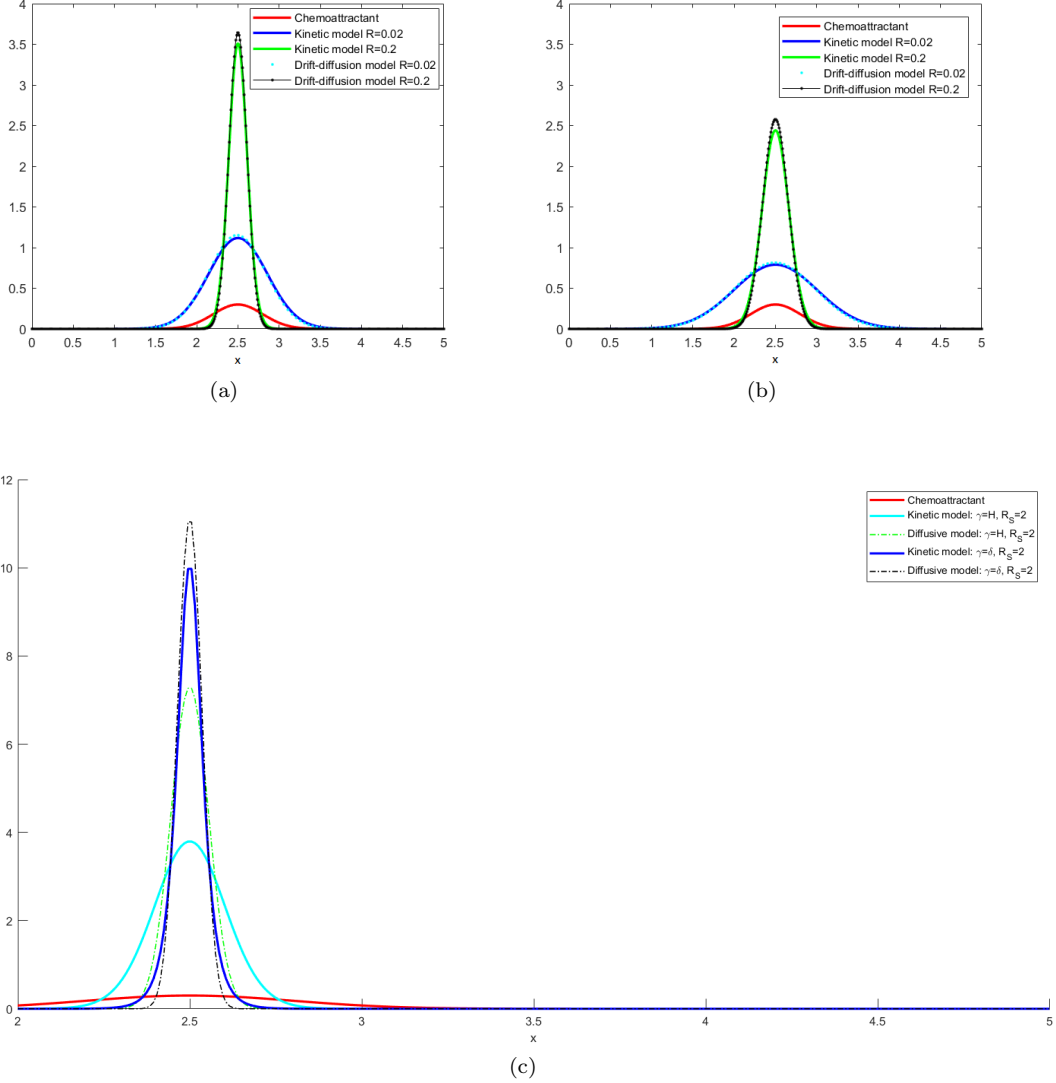 4
3.5
3
2.5
2
1.5
1
0.5
0
Chemoattractant
Kinetic model R=0.02
Kinetic model R=0.2
Drift-diffusion model R=0.02
Drift-diffusion model R=0.2
0 0.5 1 1.5 2 2.5 3 3.5 4 4.5 5
x
(a)
4
3.5
3
2.5
2
1.5
1
0.5
0
Chemoattractant
Kinetic model R=0.02
Kinetic model R=0.2
Drift-diffusion model R=0.02
Drift-diffusion model R=0.2
0 0.5 1 1.5 2 2.5 3 3.5 4 4.5 5
x
(b)
12
10
8
6
4
2
0
Chemoattractant
Kinetic model: γ=H, R_S=2
Diffusive model: γ=H, R_S=2
Kinetic model: γ=δ, R_S=2
Diffusive model: γ=δ, R_S=2
2 2.5 3 3.5 4 4.5 5
x
(c)